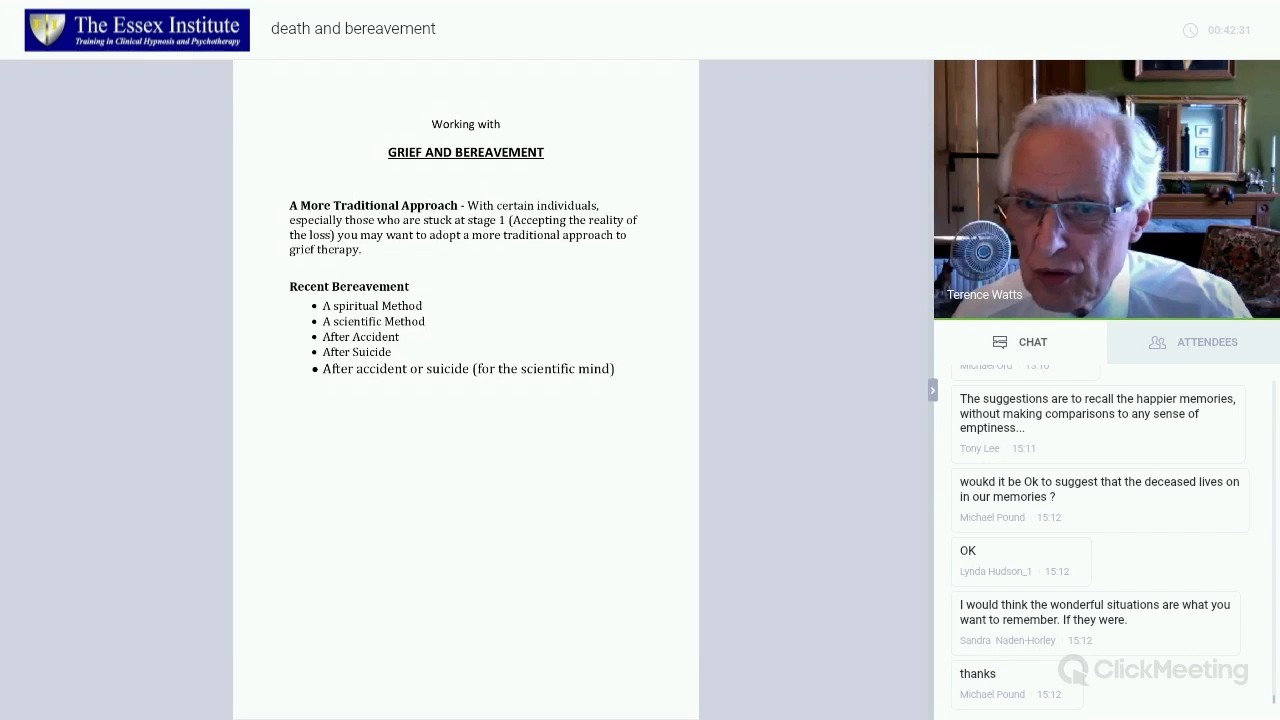 The Essex Institute
Training in Clinical Hypnosis and Psychotherapy
death and bereavement
00:42:31
Working with
GRIEF AND BEREAVEMENT
A More Traditional Approach - With certain individuals,
especially those who are stuck at stage 1 (Accepting the reality of
the loss) you may want to adopt a more traditional approach to
grief therapy.
Recent Bereavement
• A spiritual Method
• A scientific Method
• After Accident
• After Suicide
• After accident or suicide (for the scientific mind)
Terence Watts
CHAT
ATTENDEES
Michael Ord 15:10
The suggestions are to recall the happier memories,
without making comparisons to any sense of
emptiness...
Tony Lee 15:11
woukd it be Ok to suggest that the deceased lives on
in our memories ?
Michael Pound 15:12
OK
Lynda Hudson_1 15:12
I would think the wonderful situations are what you
want to remember. If they were.
Sandra Naden-Horley 15:12
thanks
Michael Pound 15:12
ClickMeeting